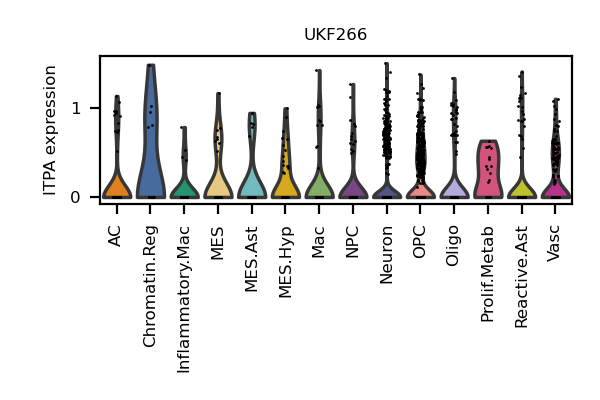 UKF266
ITPA expression
1
0
AC
Chromatin.Reg
Inflammatory.Mac
MES
MES.Ast
MES.Hyp
Mac
NPC
Neuron
OPC
Oligo
Prolif.Metab
Reactive.Ast
Vasc